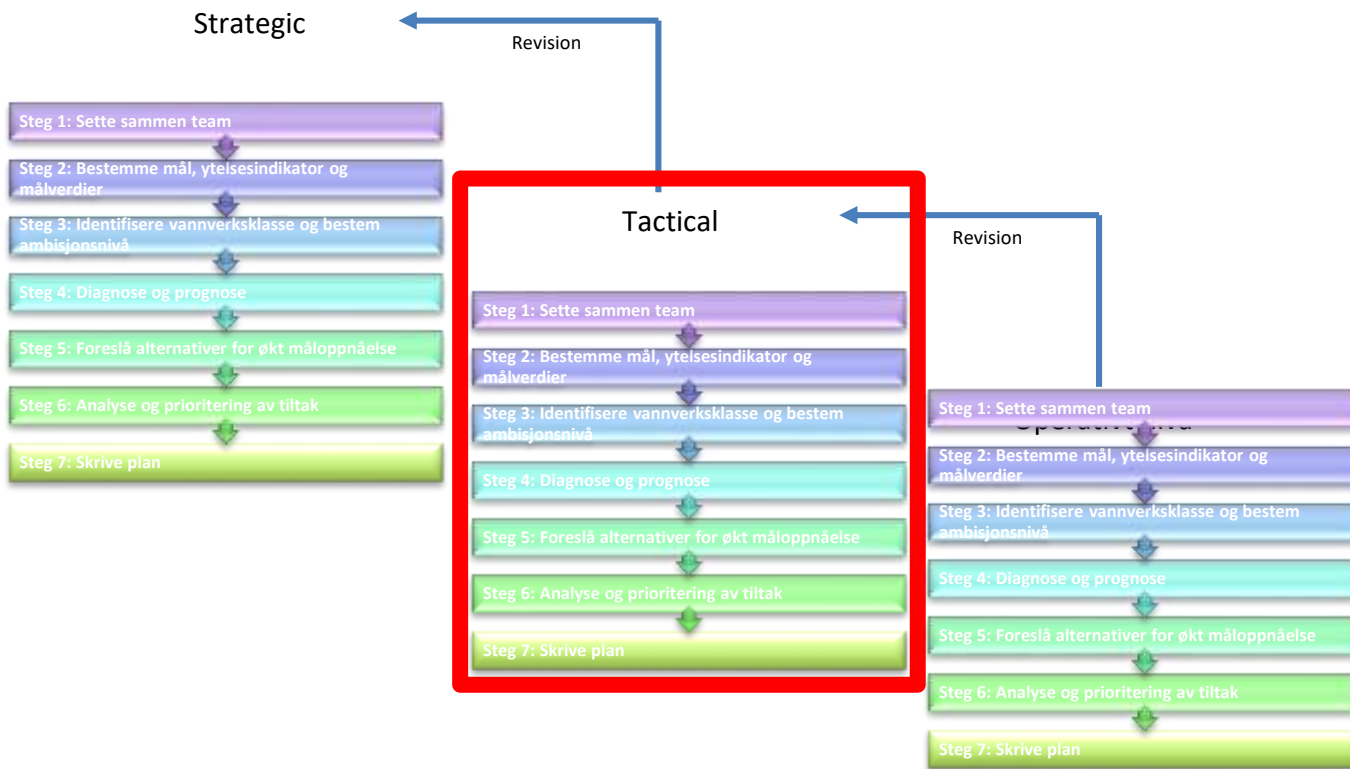 Strategic
Revision
Steg 1: Sette sammen team
Steg 2: Bestemme mål, ytelsesindikator og
målverdier
Steg 3: Identifisere vannverksklasse og bestem
ambisjonsnivå
Steg 4: Diagnose og prognose
Steg 5: Foreslå alternativer for økt måloppnåelse
Steg 6: Analyse og prioritering av tiltak
Steg 7: Skrive plan
Tactical
Revision
Steg 1: Sette sammen team
Steg 2: Bestemme mål, ytelsesindikator og
målverdier
Steg 3: Identifisere vannverksklasse og bestem
ambisjonsnivå
Steg 4: Diagnose og prognose
Steg 5: Foreslå alternativer for økt måloppnåelse
Steg 6: Analyse og prioritering av tiltak
Steg 7: Skrive plan
Steg 1: Sette sammen team
Steg 2: Bestemme mål, ytelsesindikator og
målverdier
Steg 3: Identifisere vannverksklasse og bestem
ambisjonsnivå
Steg 4: Diagnose og prognose
Steg 5: Foreslå alternativer for økt måloppnåelse
Steg 6: Analyse og prioritering av tiltak
Steg 7: Skrive plan